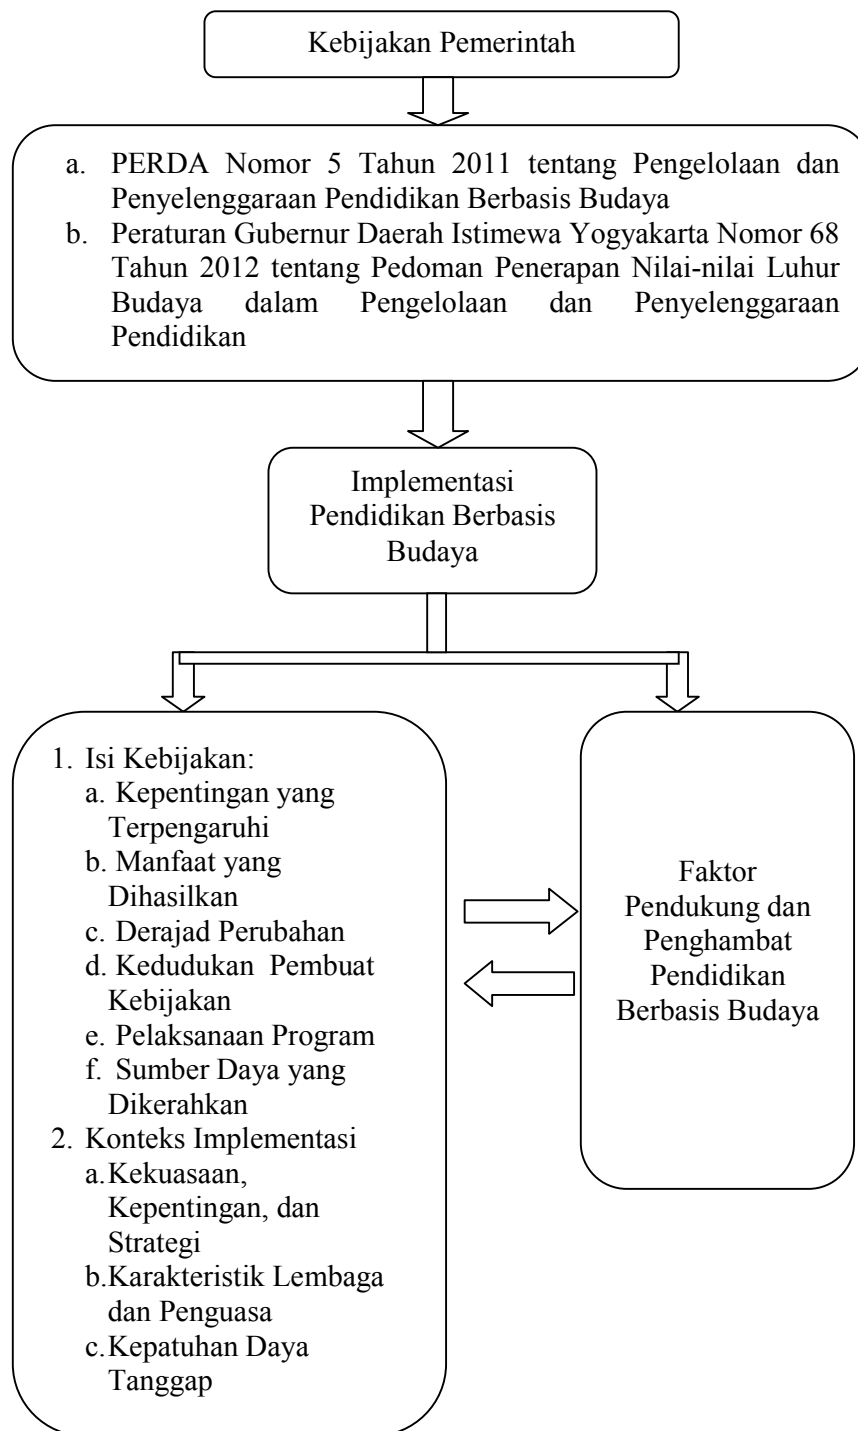 Kebijakan Pemerintah
a. PERDA Nomor 5 Tahun 2011 tentang Pengelolaan dan
Penyelenggaraan Pendidikan Berbasis Budaya
b. Peraturan Gubernur Daerah Istimewa Yogyakarta Nomor 68
Tahun 2012 tentang Pedoman Penerapan Nilai-nilai Luhur
Budaya dalam Pengelolaan dan Penyelenggaraan
Pendidikan
Implementasi
Pendidikan Berbasis
Budaya
1. Isi Kebijakan:
a. Kepentingan yang
Terpengaruhi
b. Manfaat yang
Dihasilkan
c. Derajad Perubahan
d. Kedudukan Pembuat
Kebijakan
e. Pelaksanaan Program
f. Sumber Daya yang
Dikerahkan
2. Konteks Implementasi
a.Kekuasaan,
Kepentingan, dan
Strategi
b.Karakteristik Lembaga
dan Penguasa
c.Kepatuhan Daya
Tanggap
Faktor
Pendukung dan
Penghambat
Pendidikan
Berbasis Budaya